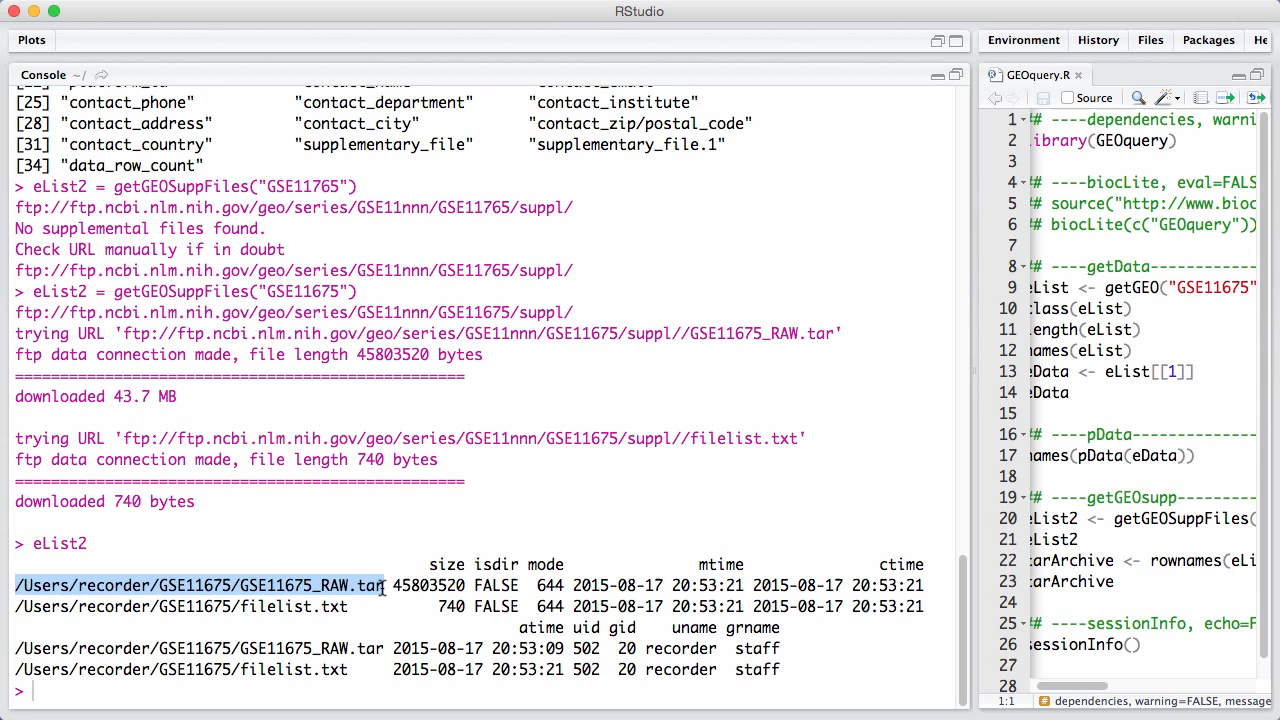 RStudio
Plots
Console ~/
[25] "contact_phone" "contact_department" "contact_institute"
[28] "contact_address" "contact_city" "contact_zip/postal_code"
[31] "contact_country" "supplementary_file" "supplementary_file.1"
[34] "data_row_count"
> eList2 = getGEOSuppFiles("GSE11765")
ftp://ftp.ncbi.nlm.nih.gov/geo/series/GSE11nnn/GSE11765/suppl/
No supplemental files found.
Check URL manually if in doubt
ftp://ftp.ncbi.nlm.nih.gov/geo/series/GSE11nnn/GSE11765/suppl/
> eList2 = getGEOSuppFiles("GSE11675")
ftp://ftp.ncbi.nlm.nih.gov/geo/series/GSE11nnn/GSE11675/suppl/
trying URL 'ftp://ftp.ncbi.nlm.nih.gov/geo/series/GSE11nnn/GSE11675/suppl//GSE11675_RAW.tar'
ftp data connection made, file length 45803520 bytes
==================================================
downloaded 43.7 MB
trying URL 'ftp://ftp.ncbi.nlm.nih.gov/geo/series/GSE11nnn/GSE11675/suppl//filelist.txt'
ftp data connection made, file length 740 bytes
==================================================
downloaded 740 bytes
> eList2
size isdir mode mtime ctime
/Users/recorder/GSE11675/GSE11675_RAW.tar 45803520 FALSE 644 2015-08-17 20:53:21 2015-08-17 20:53:21
/Users/recorder/GSE11675/filelist.txt 740 FALSE 644 2015-08-17 20:53:21 2015-08-17 20:53:21
atime uid gid uname grname
/Users/recorder/GSE11675/GSE11675_RAW.tar 2015-08-17 20:53:09 502 20 recorder staff
/Users/recorder/GSE11675/filelist.txt 2015-08-17 20:53:21 502 20 recorder staff
>
Environment History Files Packages He
GEOquery.R
Source
1 ## ----dependencies, warni
2 library(GEOquery)
3
4 ## ----biocLite, eval=FALS
5 ## source("http://www.bioc
6 ## biocLite(c("GEOquery"))
7
8 ## ----getData------------
9 eList <- getGEO("GSE11675"
10 class(eList)
11 length(eList)
12 names(eList)
13 eData <- eList[[1]]
14 eData
15
16 ## ----pData--------------
17 names(pData(eData))
18
19 ## ----getGEOsupp---------
20 eList2 <- getGEOSuppFiles(
21 eList2
22 tarArchive <- rownames(eLi
23 tarArchive
24
25 ## ----sessionInfo, echo=F
26 sessionInfo()
27
28
1:1 dependencies, warning=FALSE, message